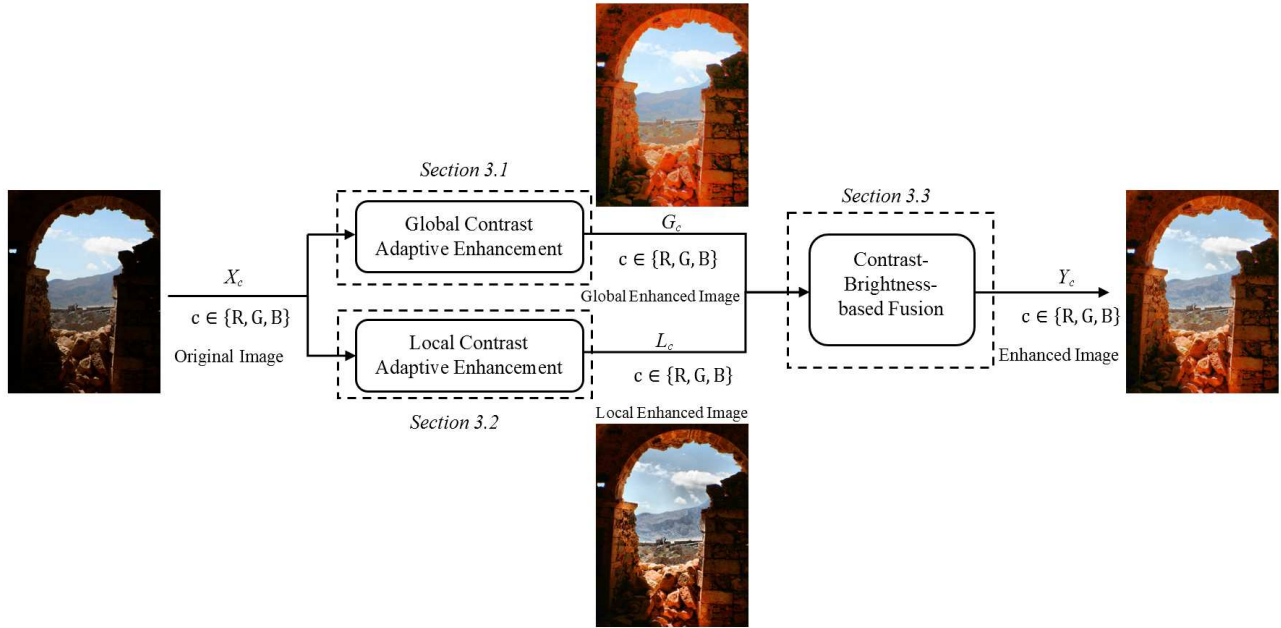 Section 3.1
Global Contrast
Adaptive Enhancement
X_c
c ∈ {R, G, B}
Original Image
Local Contrast
Adaptive Enhancement
Section 3.2
G_c
c ∈ {R, G, B}
Global Enhanced Image
L_c
c ∈ {R, G, B}
Local Enhanced Image
Section 3.3
Contrast-
Brightness-
based Fusion
Y_c
c ∈ {R, G, B}
Enhanced Image